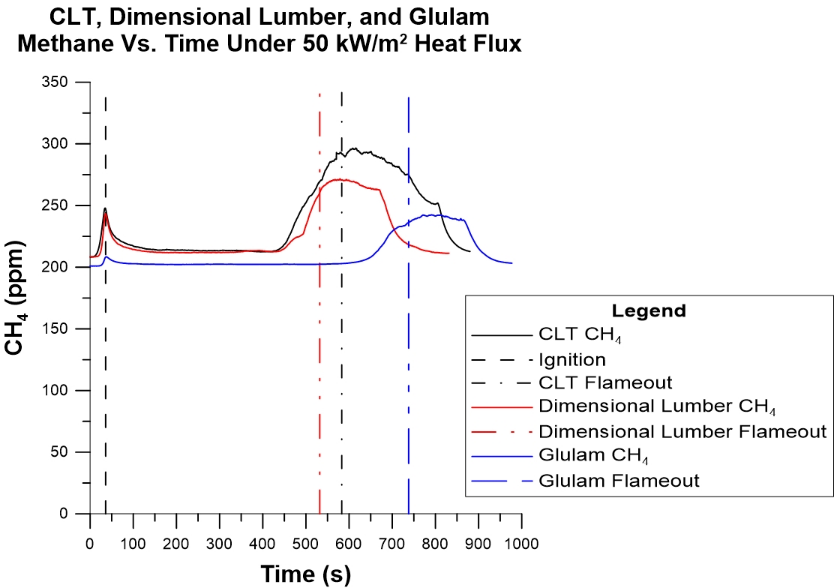 CLT, Dimensional Lumber, and Glulam
Methane Vs. Time Under 50 kW/m² Heat Flux
350
300
250
200
150
100
50
0
CH₄ (ppm)
0 100 200 300 400 500 600 700 800 900 1000
Time (s)
Legend
CLT CH₄
Ignition
CLT Flameout
Dimensional Lumber CH₄
Dimensional Lumber Flameout
Glulam CH₄
Glulam Flameout